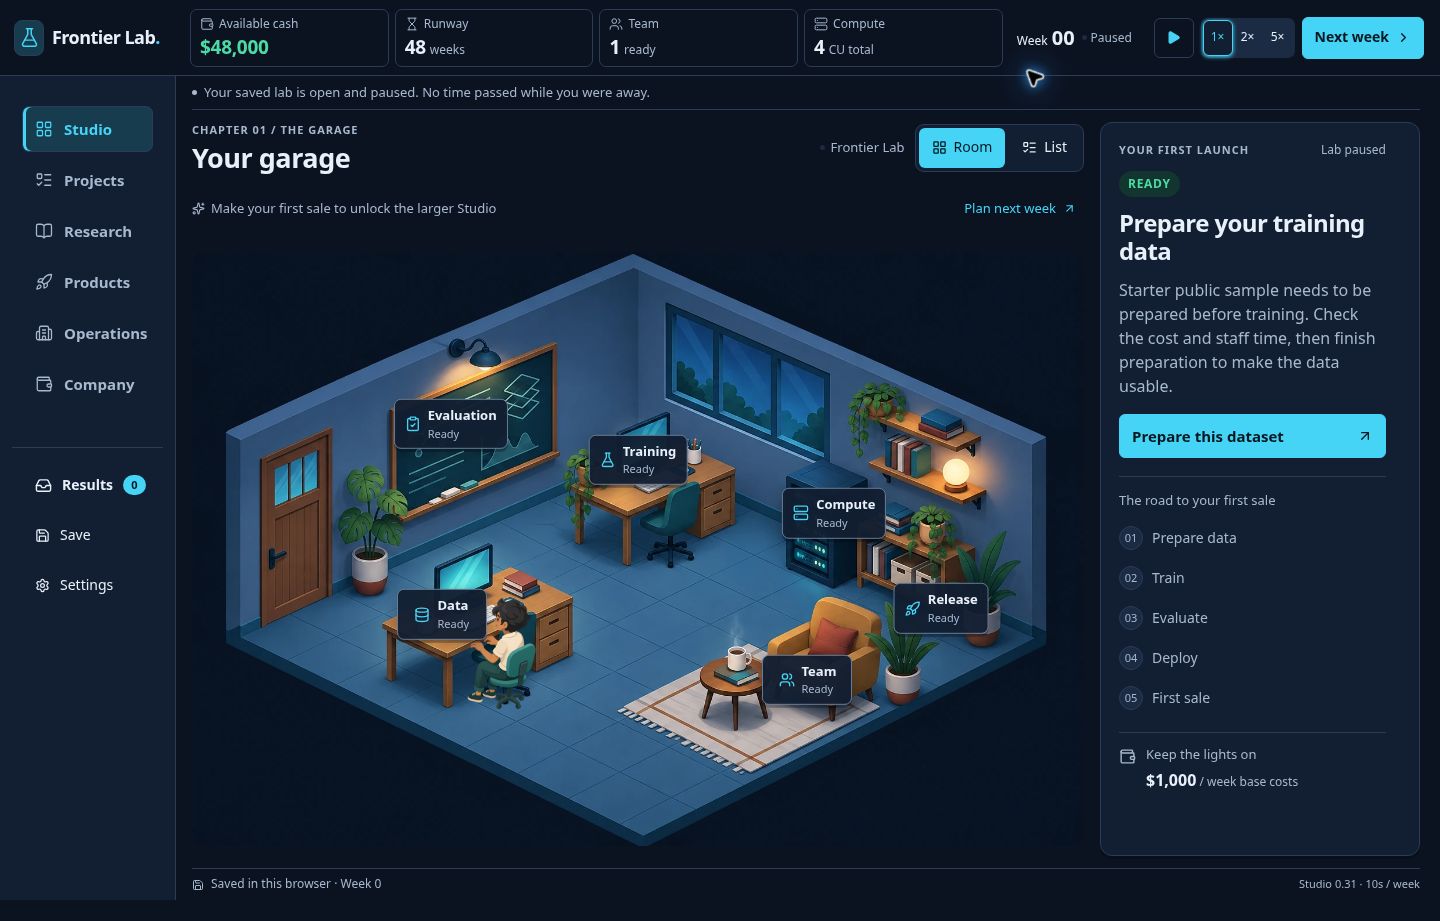 Frontier Lab.
Available cash
$48,000
Runway
48 weeks
Team
1 ready
Compute
4 CU total
Week 00 Paused
1× 2× 5×
Next week
Studio
Projects
Research
Products
Operations
Company
Results 0
Save
Settings
Your saved lab is open and paused. No time passed while you were away.
CHAPTER 01 / THE GARAGE
Your garage
Frontier Lab
Room
List
Make your first sale to unlock the larger Studio
Plan next week
Evaluation
Ready
Training
Ready
Compute
Ready
Data
Ready
Release
Ready
Team
Ready
YOUR FIRST LAUNCH
Lab paused
READY
Prepare your training
data
Starter public sample needs to be
prepared before training. Check
the cost and staff time, then finish
preparation to make the data
usable.
Prepare this dataset
The road to your first sale
01 Prepare data
02 Train
03 Evaluate
04 Deploy
05 First sale
Keep the lights on
$1,000 / week base costs
Saved in this browser · Week 0
Studio 0.31 · 10s / week